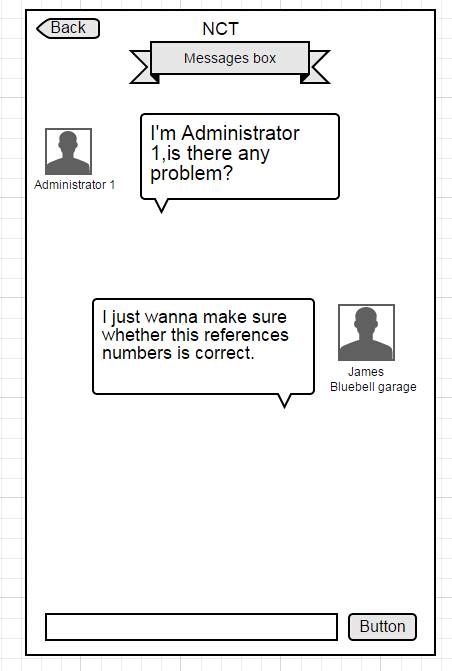 Back
NCT
Messages box
I'm Administrator
1,is there any
problem?
Administrator 1
I just wanna make sure
whether this references
numbers is correct.
James
Bluebell garage
Button